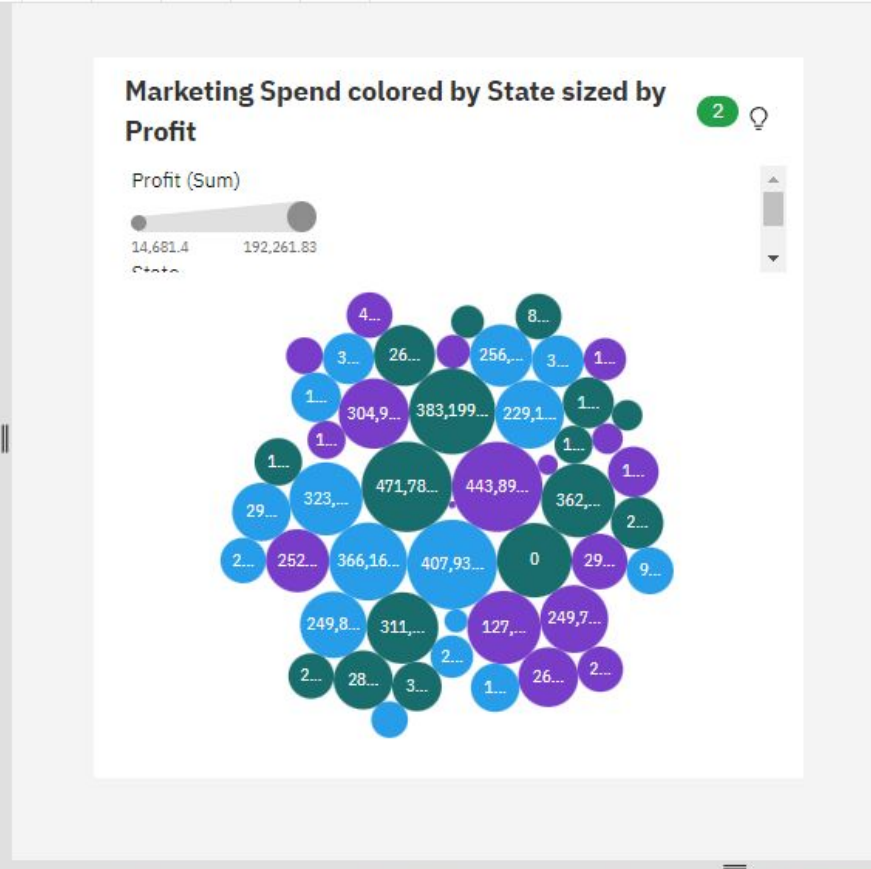 Marketing Spend colored by State sized by
Profit
2
Profit (Sum)
14,681.4 192,261.83
State
4...
8...
3... 26... 256,... 3... 1...
1... 304,9... 383,199... 229,1... 1...
1... 1...
1... 471,78... 443,89... 1...
29... 323,... 362,... 2...
2... 252... 366,16... 407,93... 0 29... 9...
249,8... 311,... 127,... 249,7...
2...
2... 28... 3... 1... 26... 2...